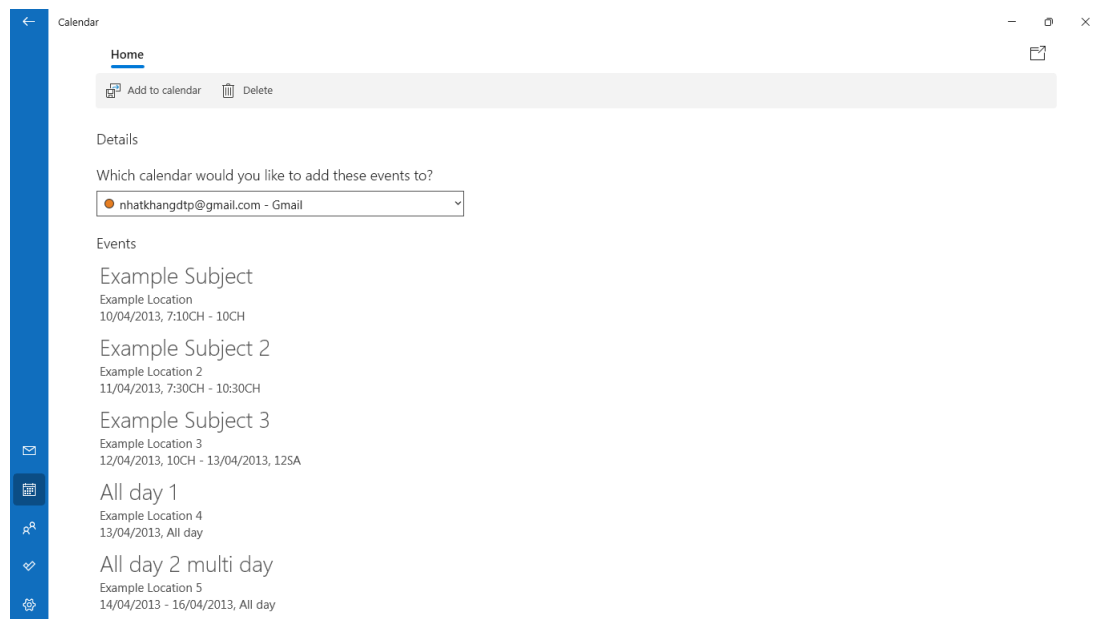 Calendar
Home
Add to calendar
Delete
Details
Which calendar would you like to add these events to?
nhatkhangdtp@gmail.com - Gmail
Events
Example Subject
Example Location
10/04/2013, 7:10CH - 10CH
Example Subject 2
Example Location 2
11/04/2013, 7:30CH - 10:30CH
Example Subject 3
Example Location 3
12/04/2013, 10CH - 13/04/2013, 12SA
All day 1
Example Location 4
13/04/2013, All day
All day 2 multi day
Example Location 5
14/04/2013 - 16/04/2013, All day